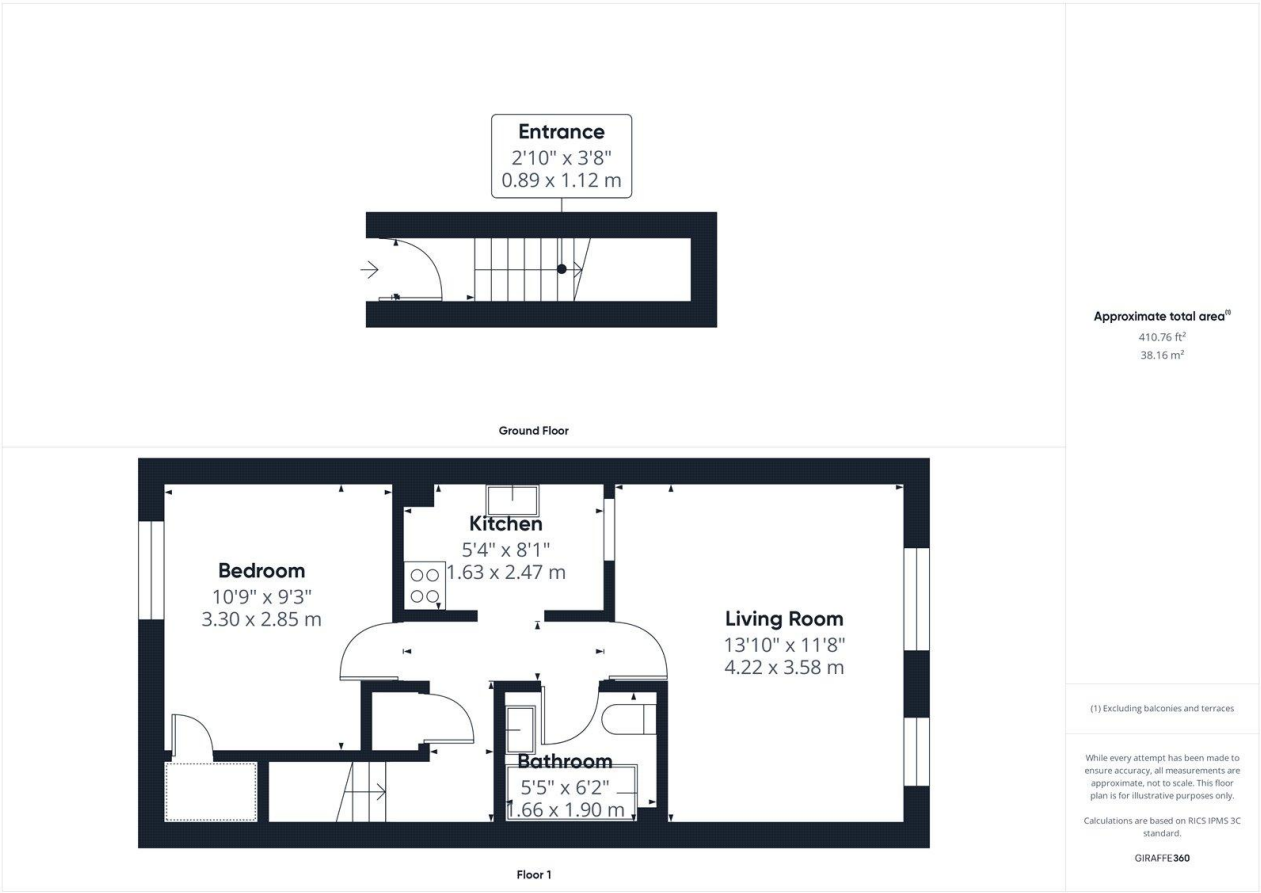 Entrance
2'10" x 3'8"
0.89 x 1.12 m
Ground Floor
Kitchen
5'4" x 8'1"
1.63 x 2.47 m
Bedroom
10'9" x 9'3"
3.30 x 2.85 m
Living Room
13'10" x 11'8"
4.22 x 3.58 m
Bathroom
5'5" x 6'2"
1.66 x 1.90 m
Floor 1
Approximate total area(1)
410.76 ft²
38.16 m²
(1) Excluding balconies and terraces
While every attempt has been made to
ensure accuracy, all measurements are
approximate, not to scale. This floor
plan is for illustrative purposes only.
Calculations are based on RICS IPMS 3C
standard.
GIRAFFE360